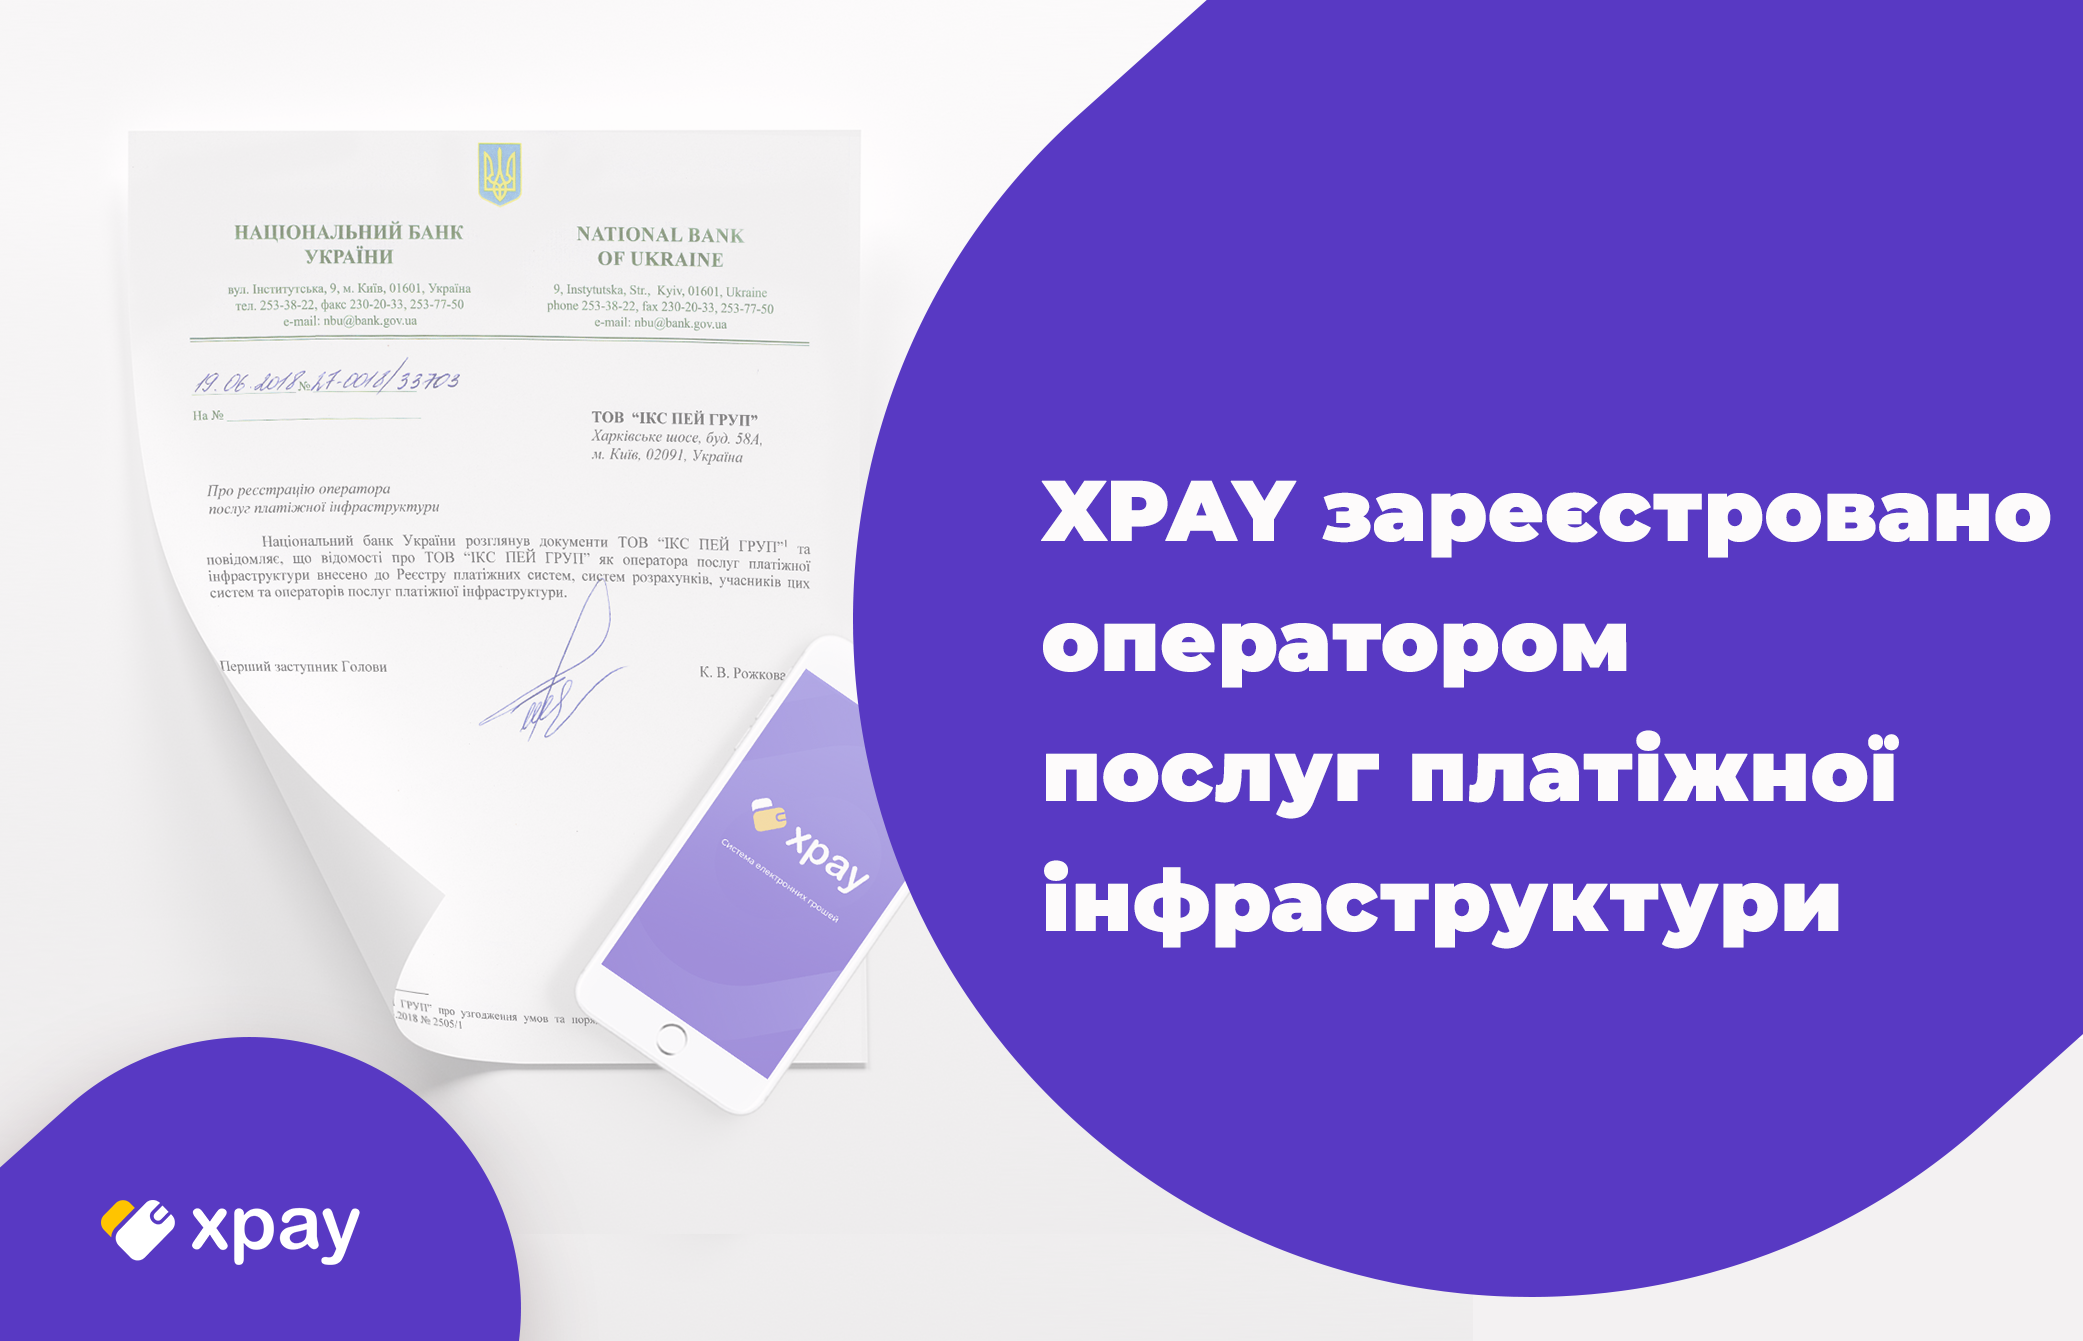 НАЦІОНАЛЬНИЙ БАНК
УКРАЇНИ
вул. Інститутська, 9, м. Київ, 01601, Україна
тел. 253-38-22, факс 230-20-33, 253-77-50
e-mail: nbu@bank.gov.ua
NATIONAL BANK
OF UKRAINE
9, Instytutska, Str., Kyiv, 01601, Ukraine
phone 253-38-22, fax 230-20-33, 253-77-50
e-mail: nbu@bank.gov.ua
19.06.2018 № 27-0018/33703
На №
ТОВ “ІКС ПЕЙ ГРУП”
Харківське шосе, буд. 58А,
м. Київ, 02091, Україна
Про реєстрацію оператора
послуг платіжної інфраструктури
Національний банк України розглянув документи ТОВ “ІКС ПЕЙ ГРУП”¹ та
повідомляє, що відомості про ТОВ “ІКС ПЕЙ ГРУП” як оператора послуг платіжної
інфраструктури внесено до Реєстру платіжних систем, систем розрахунків, учасників цих
систем та операторів послуг платіжної інфраструктури.
Перший заступник Голови
К. В. Рожкова
ГРУП” про узгодження умов та
.2018 № 2505/1
xpay
Система електронних грошей
XPAY зареєстровано
оператором
послуг платіжної
інфраструктури
xpay